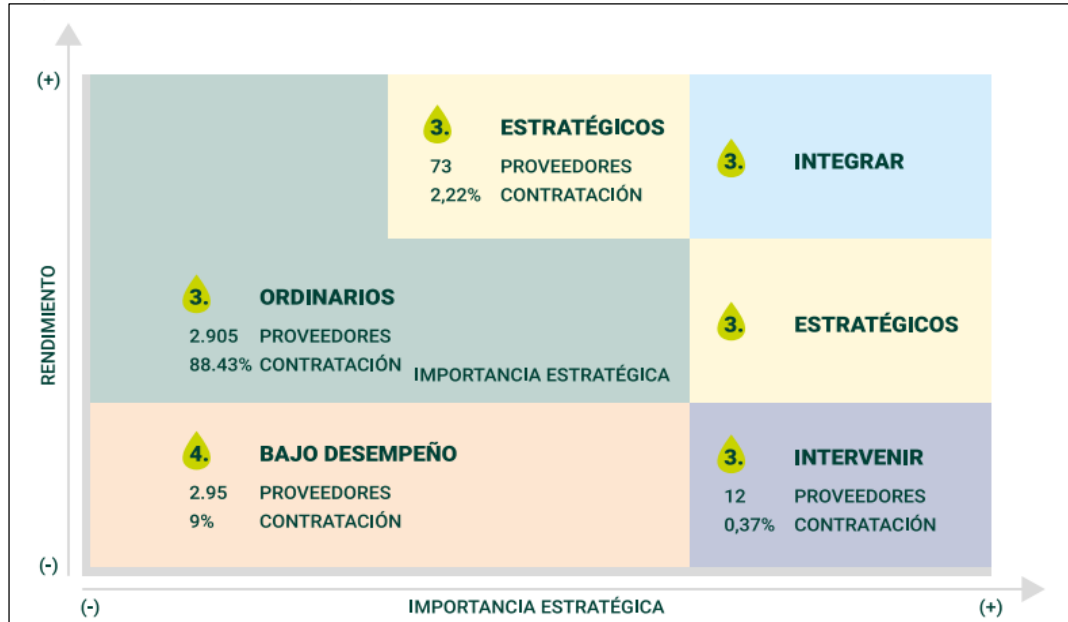 (+)
3. ESTRATÉGICOS
73 PROVEEDORES
2,22% CONTRATACIÓN
3. INTEGRAR
3. ORDINARIOS
2.905 PROVEEDORES
88.43% CONTRATACIÓN
IMPORTANCIA ESTRATÉGICA
3. ESTRATÉGICOS
RENDIMIENTO
4. BAJO DESEMPEÑO
2.95 PROVEEDORES
9% CONTRATACIÓN
3. INTERVENIR
12 PROVEEDORES
0,37% CONTRATACIÓN
(-)
(-) IMPORTANCIA ESTRATÉGICA (+)